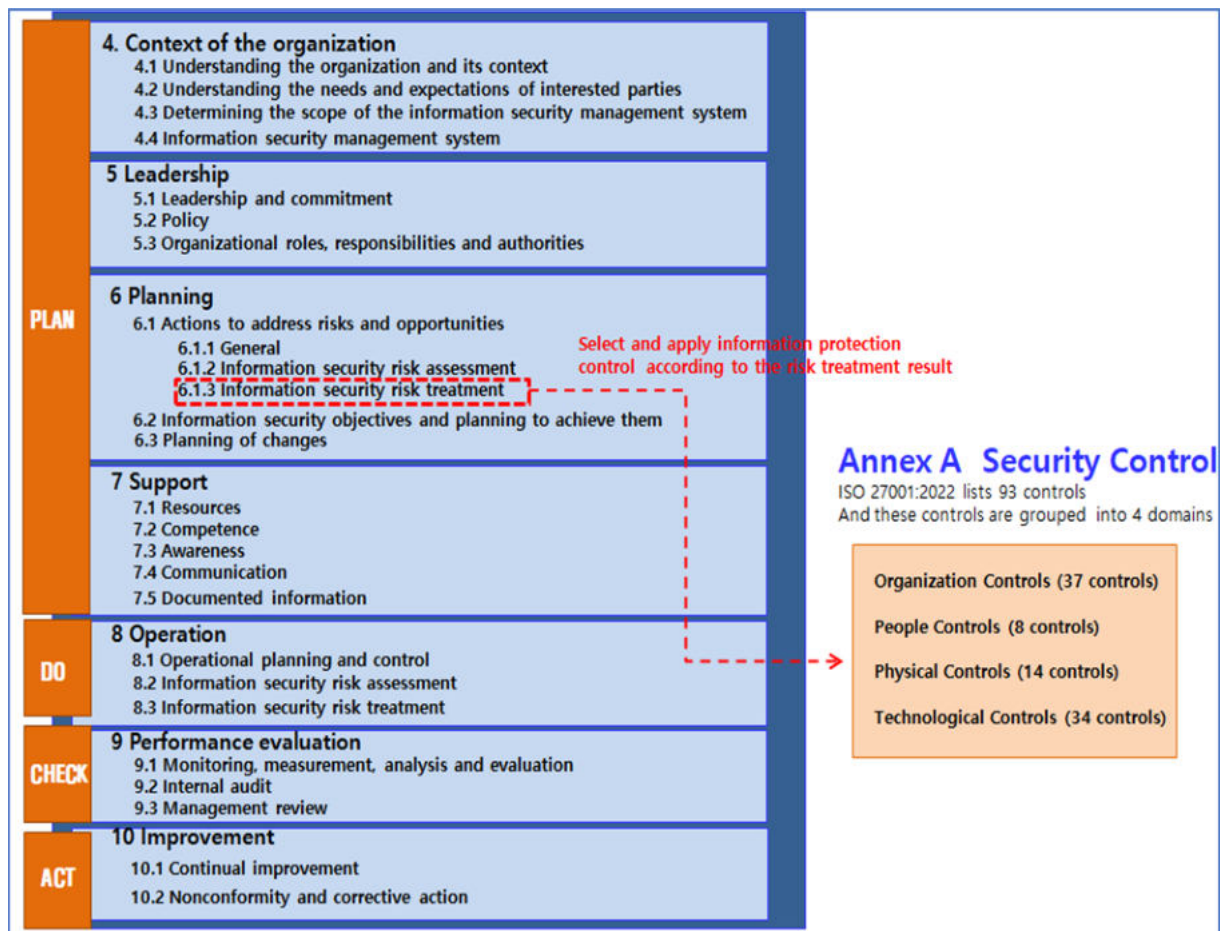 PLAN
4. Context of the organization
4.1 Understanding the organization and its context
4.2 Understanding the needs and expectations of interested parties
4.3 Determining the scope of the information security management system
4.4 Information security management system
5 Leadership
5.1 Leadership and commitment
5.2 Policy
5.3 Organizational roles, responsibilities and authorities
6 Planning
6.1 Actions to address risks and opportunities
6.1.1 General
6.1.2 Information security risk assessment
6.1.3 Information security risk treatment
6.2 Information security objectives and planning to achieve them
6.3 Planning of changes
Select and apply information protection
control according to the risk treatment result
7 Support
7.1 Resources
7.2 Competence
7.3 Awareness
7.4 Communication
7.5 Documented information
DO
8 Operation
8.1 Operational planning and control
8.2 Information security risk assessment
8.3 Information security risk treatment
CHECK
9 Performance evaluation
9.1 Monitoring, measurement, analysis and evaluation
9.2 Internal audit
9.3 Management review
ACT
10 Improvement
10.1 Continual improvement
10.2 Nonconformity and corrective action
Annex A Security Control
ISO 27001:2022 lists 93 controls
And these controls are grouped into 4 domains
Organization Controls (37 controls)
People Controls (8 controls)
Physical Controls (14 controls)
Technological Controls (34 controls)